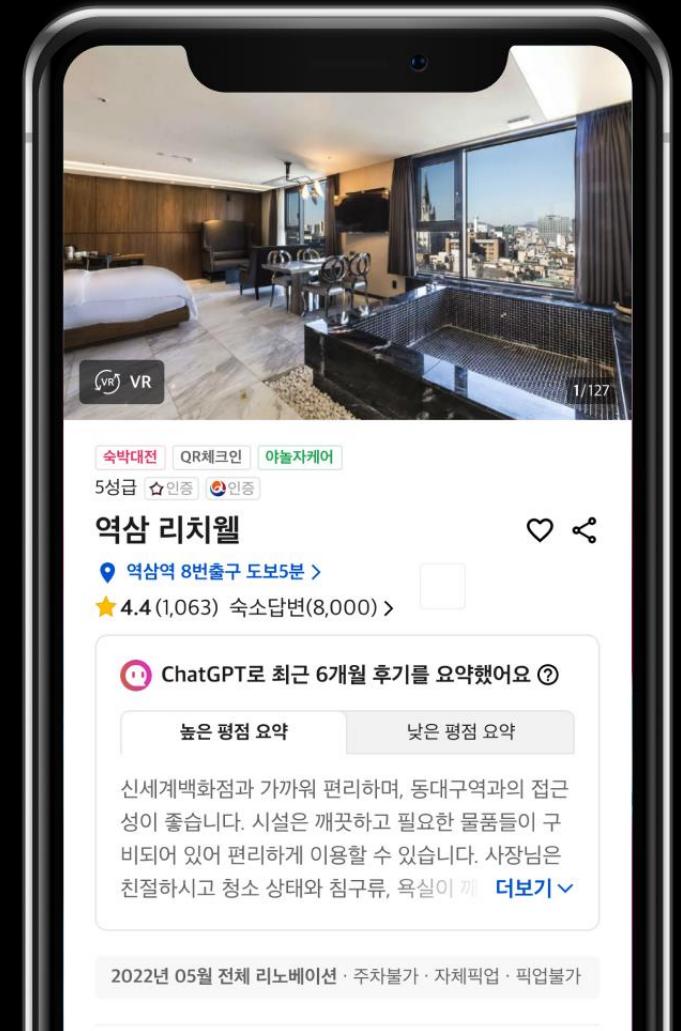 VR VR
1/127
숙박대전 QR체크인 야놀자케어
5성급 인증 인증
역삼 리치웰
역삼역 8번출구 도보5분 >
4.4 (1,063) 숙소답변(8,000) >
ChatGPT로 최근 6개월 후기를 요약했어요 ?
높은 평점 요약 낮은 평점 요약
신세계백화점과 가까워 편리하며, 동대구역과의 접근
성이 좋습니다. 시설은 깨끗하고 필요한 물품들이 구
비되어 있어 편리하게 이용할 수 있습니다. 사장님은
친절하시고 청소 상태와 침구류, 욕실이 깨 더보기
2022년 05월 전체 리노베이션 · 주차불가 · 자체픽업 · 픽업불가